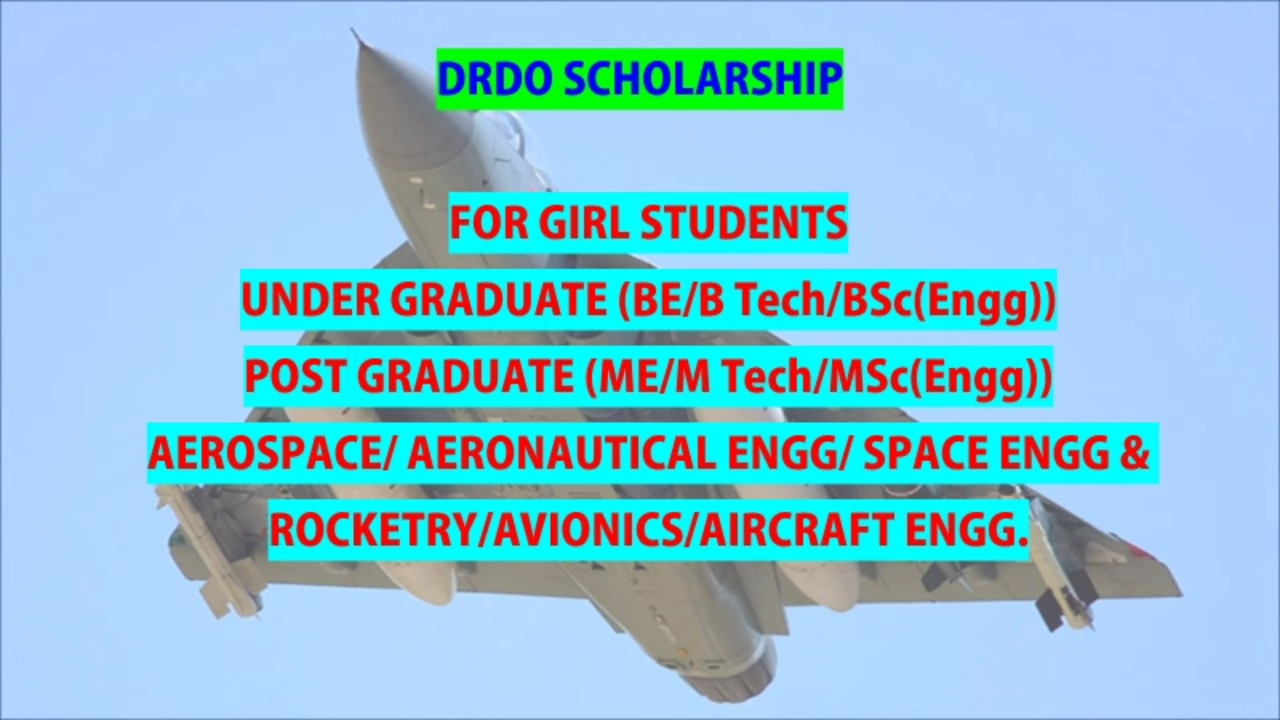 DRDO SCHOLARSHIP
FOR GIRL STUDENTS
UNDER GRADUATE (BE/B Tech/BSc(Engg))
POST GRADUATE (ME/M Tech/MSc(Engg))
AEROSPACE/ AERONAUTICAL ENGG/ SPACE ENGG &
ROCKETRY/AVIONICS/AIRCRAFT ENGG.